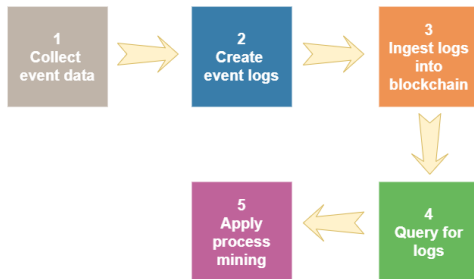 1
Collect
event data
2
Create
event logs
3
Ingest logs
into
blockchain
4
Query for
logs
5
Apply
process
mining